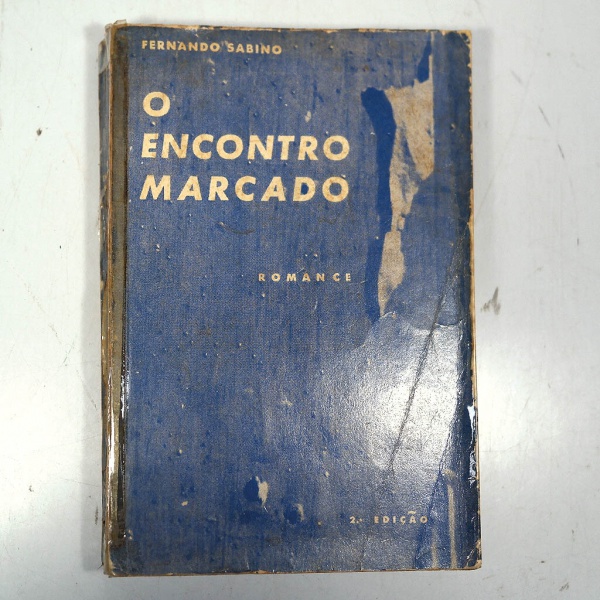 FERNANDO SABINO
O
ENCONTRO
MARCADO
ROMANCE
2.ª EDIÇÃO